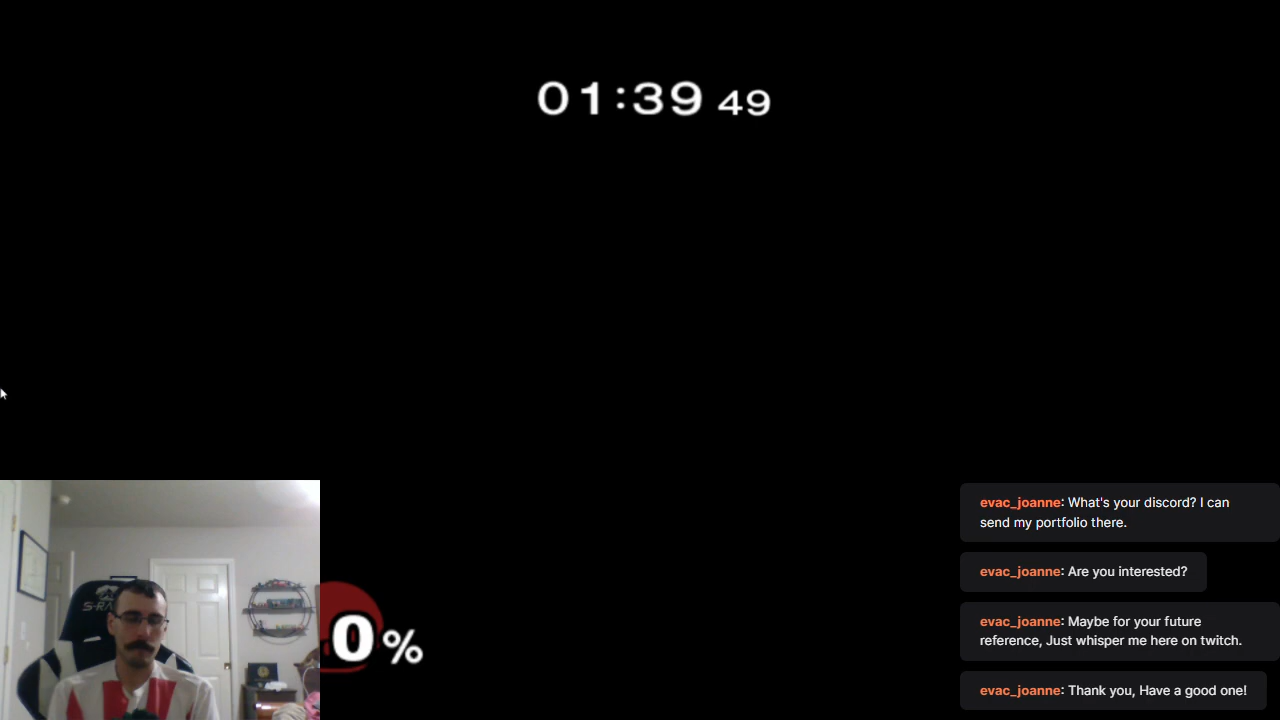 01:39 49
evac_joanne: What's your discord? I can
send my portfolio there.
evac_joanne: Are you interested?
evac_joanne: Maybe for your future
reference, Just whisper me here on twitch.
evac_joanne: Thank you, Have a good one!
0%